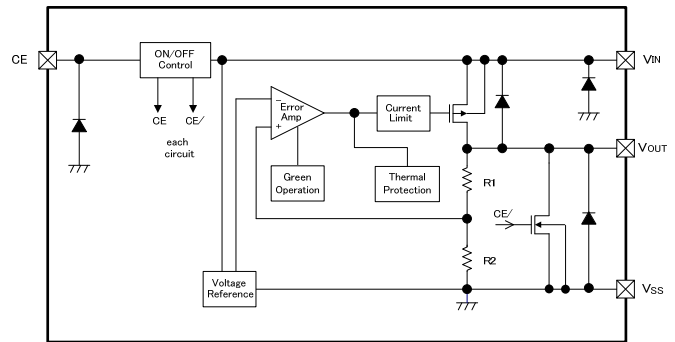 CE
ON/OFF
Control
VIN
CE
CE/
each
circuit
−
Error
Amp
+
Current
Limit
Green
Operation
Thermal
Protection
VOUT
R1
CE/
R2
Voltage
Reference
VSS